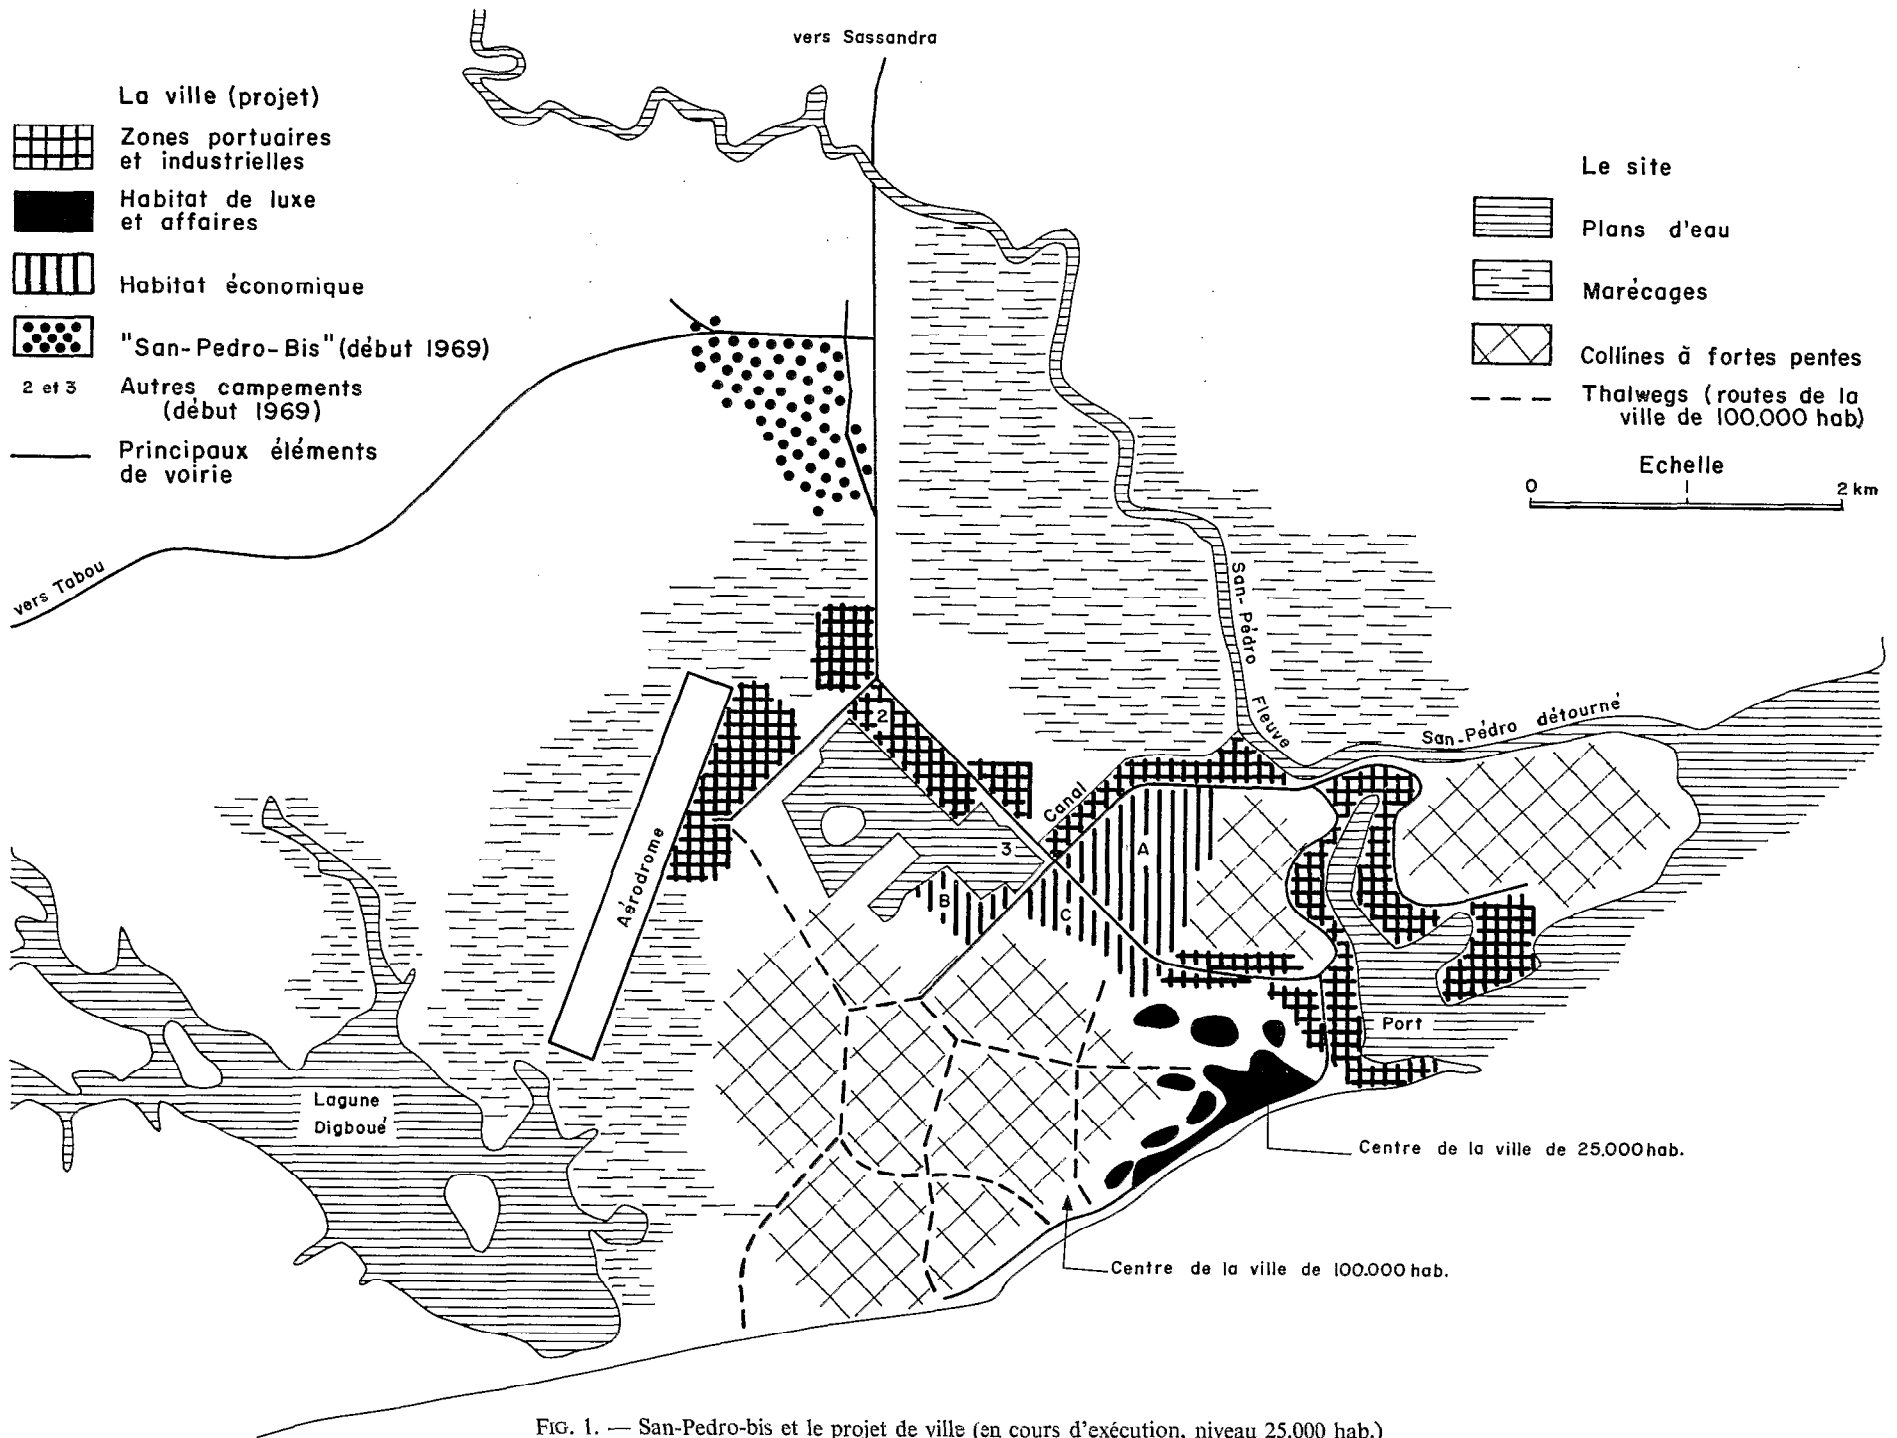 vers Sassandra
La ville (projet)
Zones portuaires
et industrielles
Habitat de luxe
et affaires
Habitat économique
"San-Pedro-Bis" (début 1969)
2 et 3
Autres campements
(début 1969)
Principaux éléments
de voirie
Le site
Plans d'eau
Marécages
Collines à fortes pentes
Thalwegs (routes de la
ville de 100.000 hab)
Echelle
0 2 km
vers Tabou
San-Pédro
Fleuve
San-Pédro détourné
2
Canal
3
A
B
C
Aérodrome
Port
Lagune
Digboué
Centre de la ville de 25.000 hab.
Centre de la ville de 100.000 hab.
FIG. 1. — San-Pedro-bis et le projet de ville (en cours d'exécution, niveau 25.000 hab.)